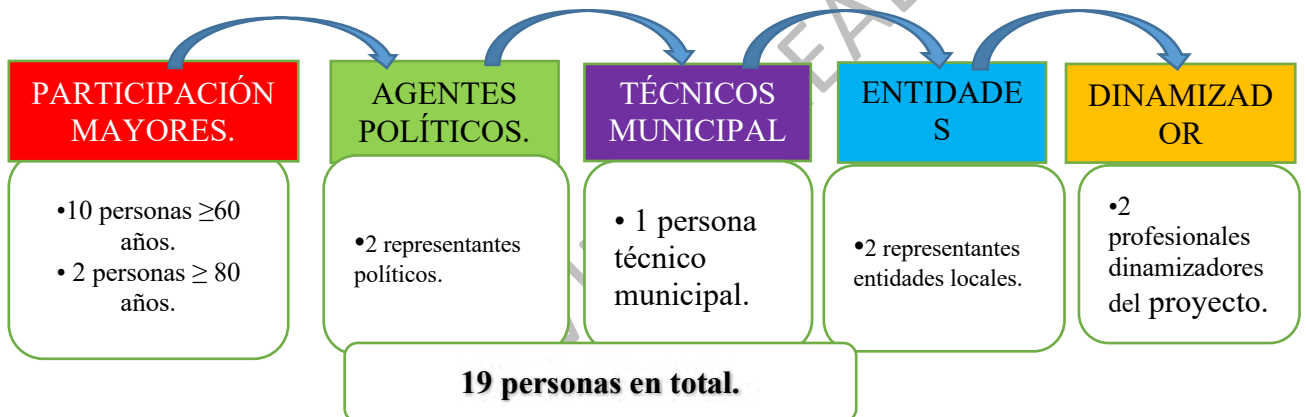 PARTICIPACIÓN
MAYORES.
AGENTES
POLÍTICOS.
TÉCNICOS
MUNICIPAL
ENTIDADE
S
DINAMIZAD
OR
•10 personas ≥60
años.
• 2 personas ≥ 80
años.
•2 representantes
políticos.
• 1 persona
técnico
municipal.
•2 representantes
entidades locales.
•2
profesionales
dinamizadores
del proyecto.
19 personas en total.